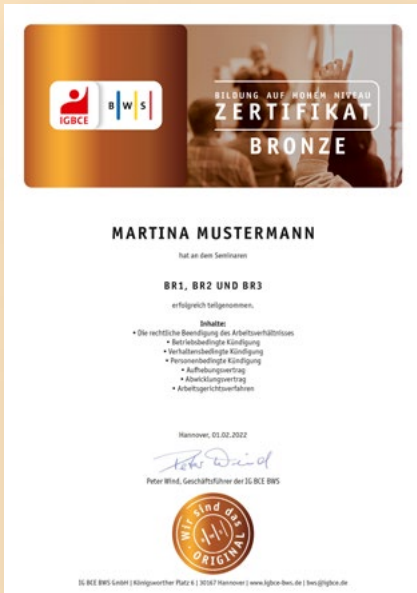 IGBCE
BWS
BILDUNG AUF HOHEM NIVEAU
ZERTIFIKAT
BRONZE
MARTINA MUSTERMANN
hat an dem Seminaren
BR1, BR2 UND BR3
erfolgreich teilgenommen.
Inhalte:
• Die rechtliche Beendigung des Arbeitsverhältnisses
• Betriebsbedingte Kündigung
• Verhaltensbedingte Kündigung
• Personenbedingte Kündigung
• Aufhebungsvertrag
• Abwicklungsvertrag
• Arbeitsgerichtsverfahren
Hannover, 01.02.2022
Peter Wind
Peter Wind, Geschäftsführer der IG BCE BWS
Wir sind das
BWS
ORIGINAL
IG BCE BWS GmbH | Königsworther Platz 6 | 30167 Hannover | www.igbce-bws.de | bws@igbce.de